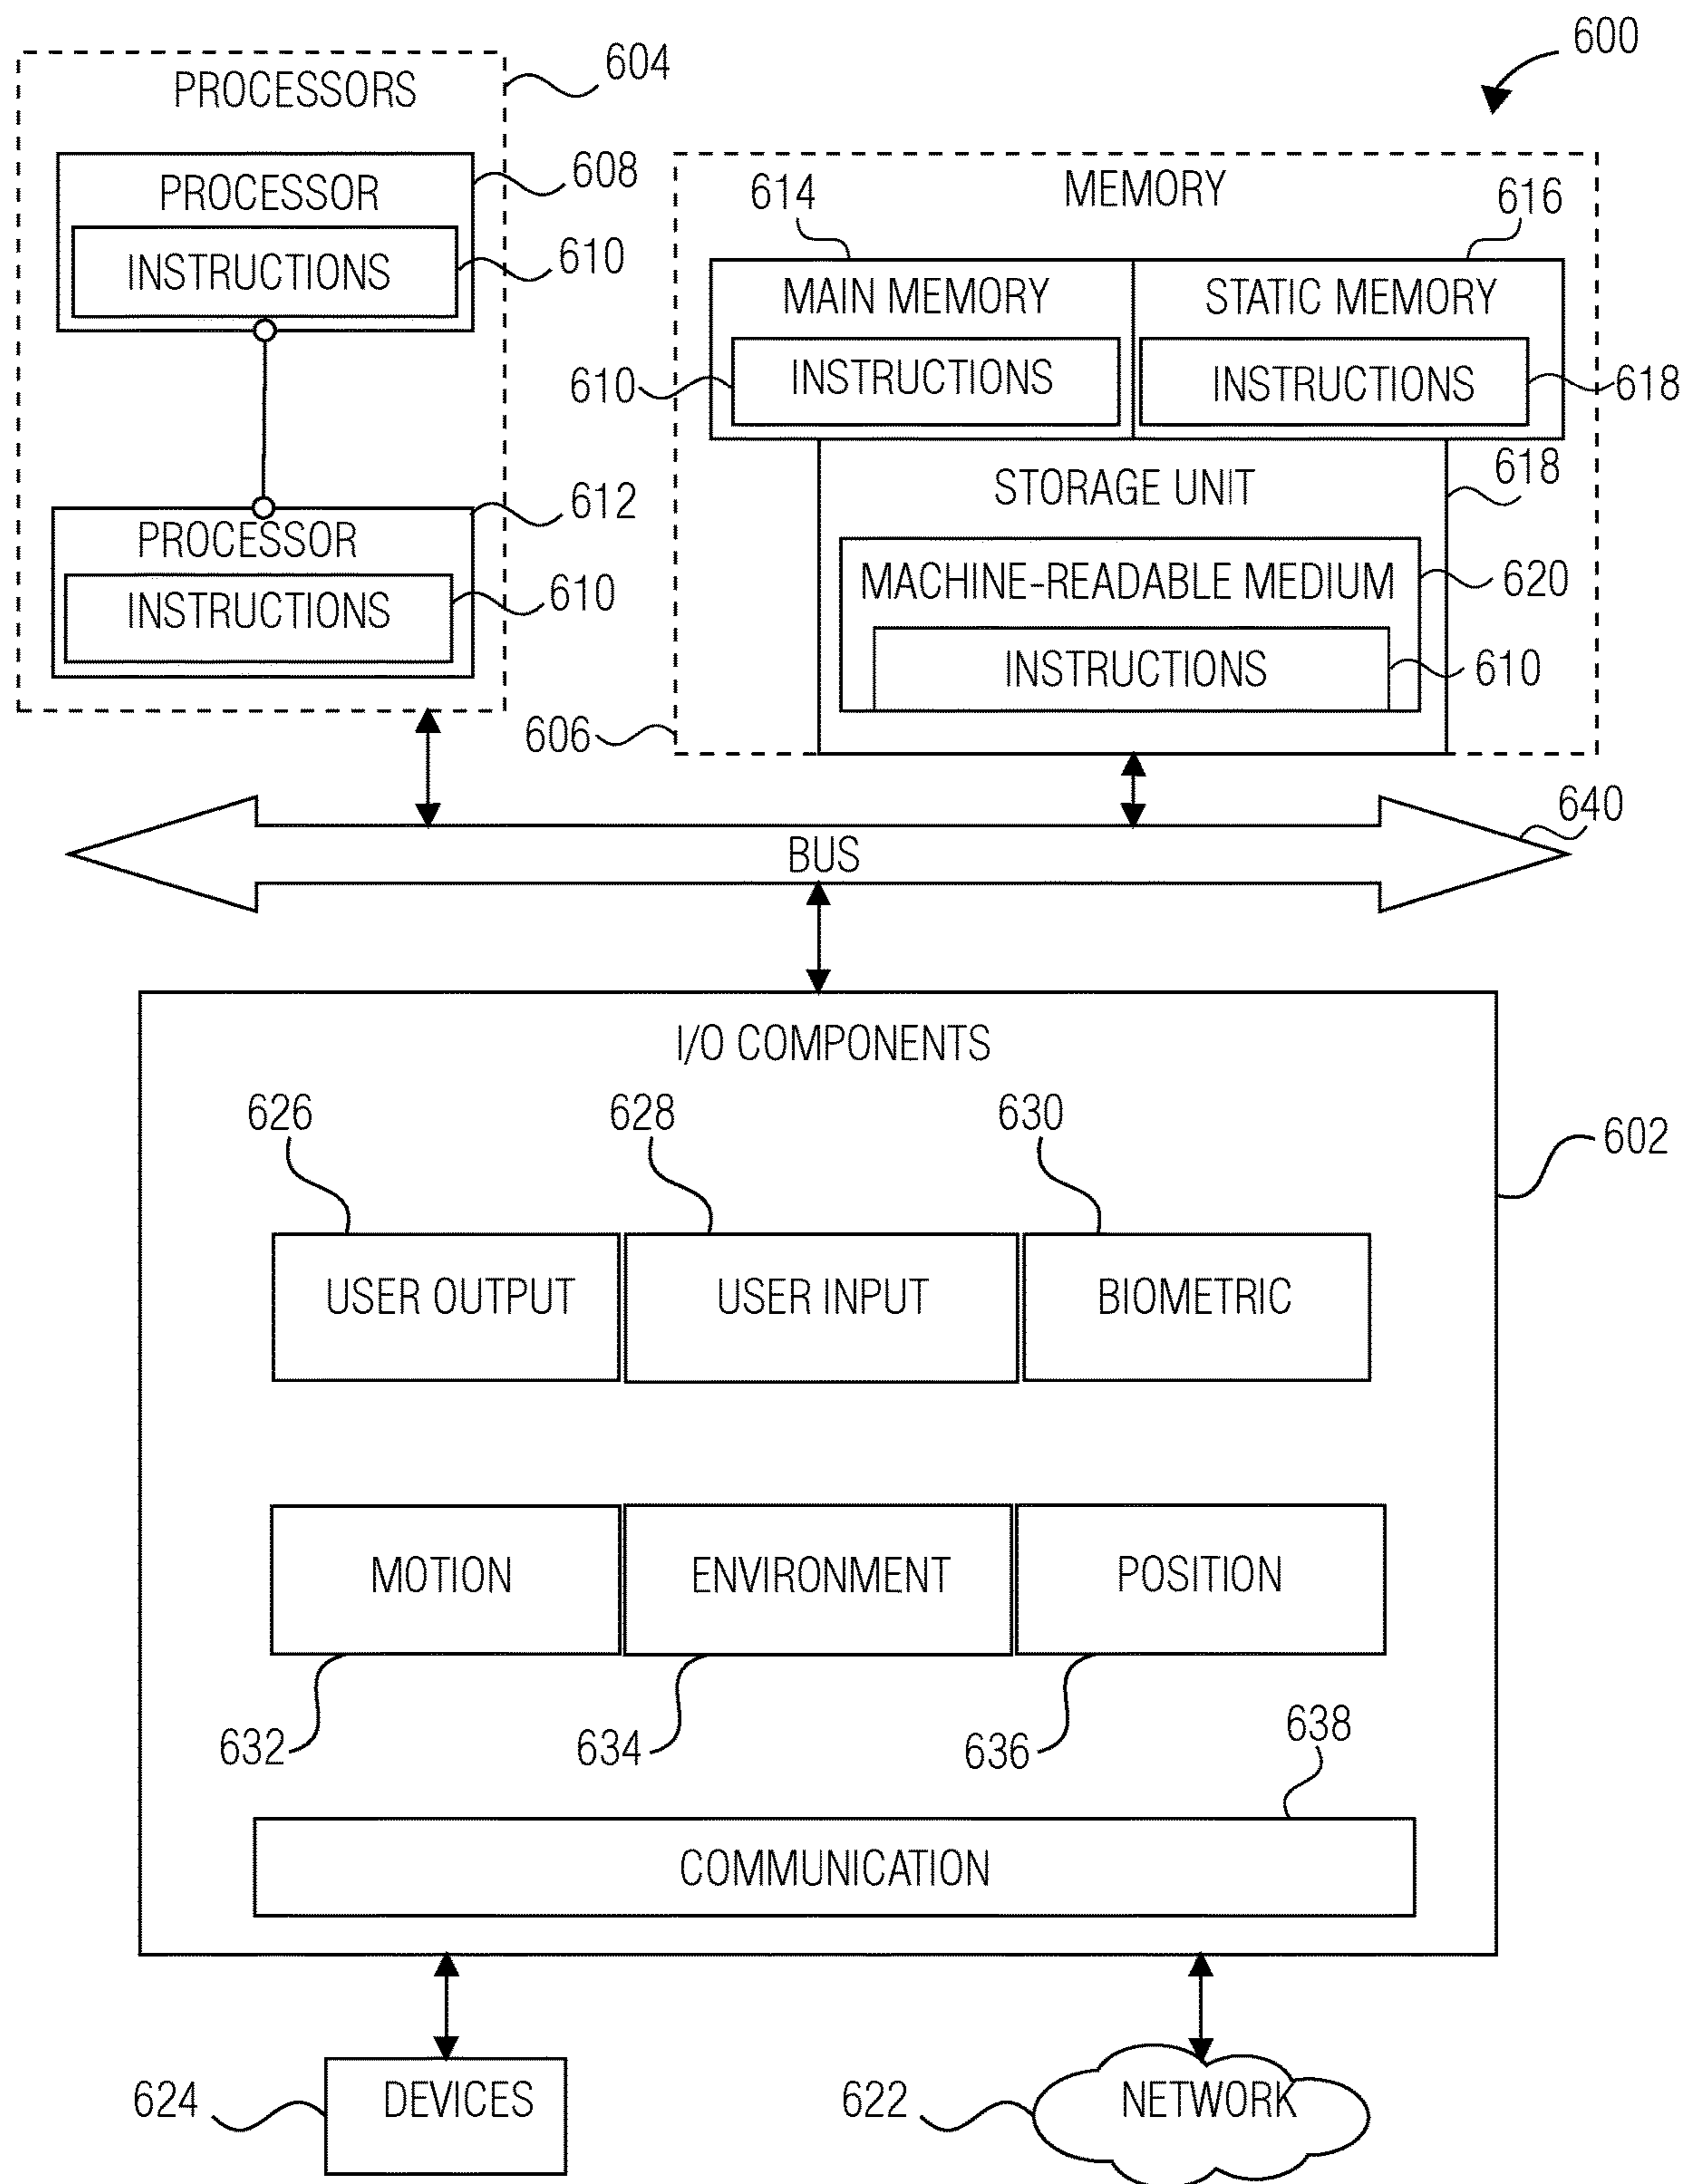 600
PROCESSORS
604
PROCESSOR
608
INSTRUCTIONS
610
PROCESSOR
612
INSTRUCTIONS
610
MEMORY
614
616
MAIN MEMORY
STATIC MEMORY
610
INSTRUCTIONS
INSTRUCTIONS
618
STORAGE UNIT
618
MACHINE-READABLE MEDIUM
620
INSTRUCTIONS
610
606
640
BUS
I/O COMPONENTS
602
626
628
630
USER OUTPUT
USER INPUT
BIOMETRIC
MOTION
ENVIRONMENT
POSITION
632
634
636
638
COMMUNICATION
624
DEVICES
622
NETWORK